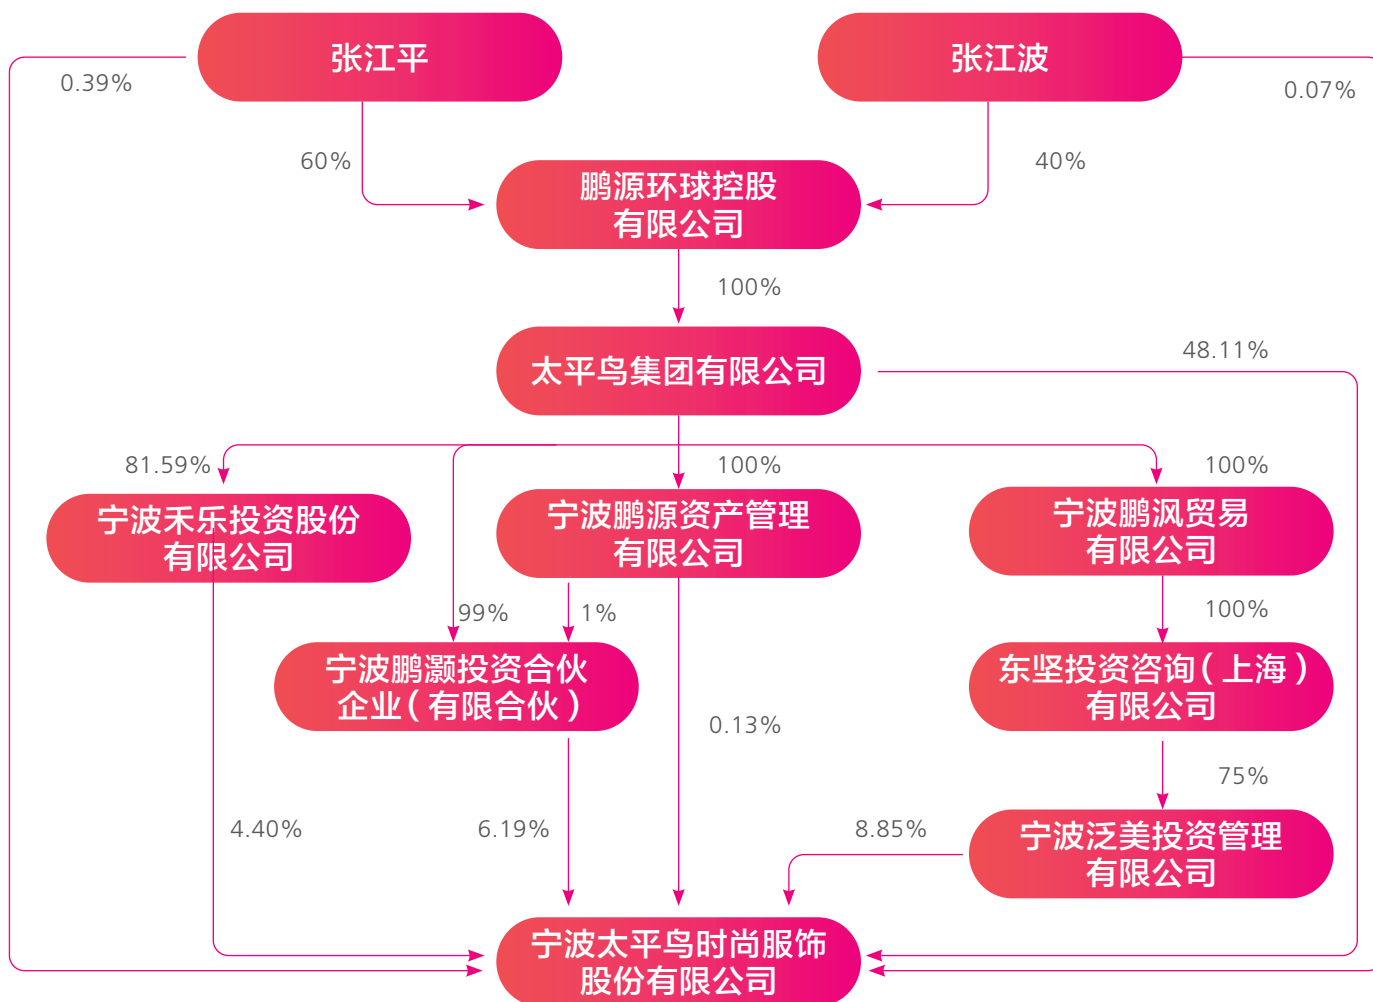 张江平
张江波
0.39%
0.07%
60%
40%
鹏源环球控股
有限公司
100%
太平鸟集团有限公司
48.11%
81.59%
100%
100%
宁波禾乐投资股份
有限公司
宁波鹏源资产管理
有限公司
宁波鹏沨贸易
有限公司
99%
1%
100%
宁波鹏灏投资合伙
企业（有限合伙）
东坚投资咨询（上海）
有限公司
0.13%
75%
4.40%
6.19%
8.85%
宁波泛美投资管理
有限公司
宁波太平鸟时尚服饰
股份有限公司